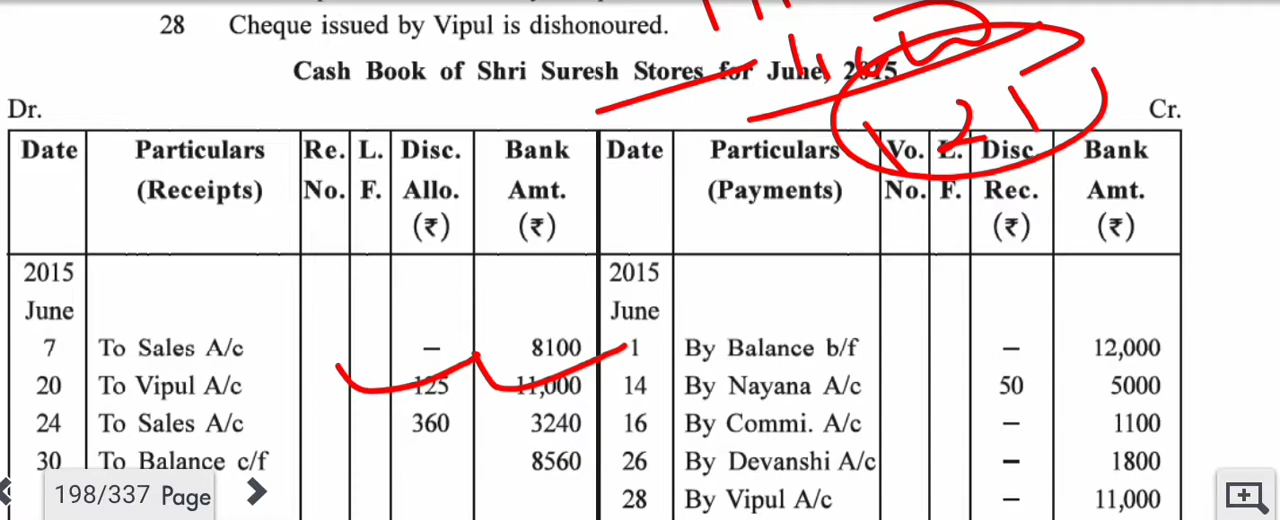 28 Cheque issued by Vipul is dishonoured.
Cash Book of Shri Suresh Stores for June, 2015
Dr. Cr.
Date Particulars Re. L. Disc. Bank Date Particulars Vo. L. Disc Bank
(Receipts) No. F. Allo. Amt. (Payments) No. F. Rec. Amt.
(₹) (₹) (₹) (₹)
2015 2015
June June
7 To Sales A/c – 8100 1 By Balance b/f – 12,000
20 To Vipul A/c 125 11,000 14 By Nayana A/c 50 5000
24 To Sales A/c 360 3240 16 By Commi. A/c – 1100
30 To Balance c/f 8560 26 By Devanshi A/c – 1800
28 By Vipul A/c – 11,000
198/337 Page